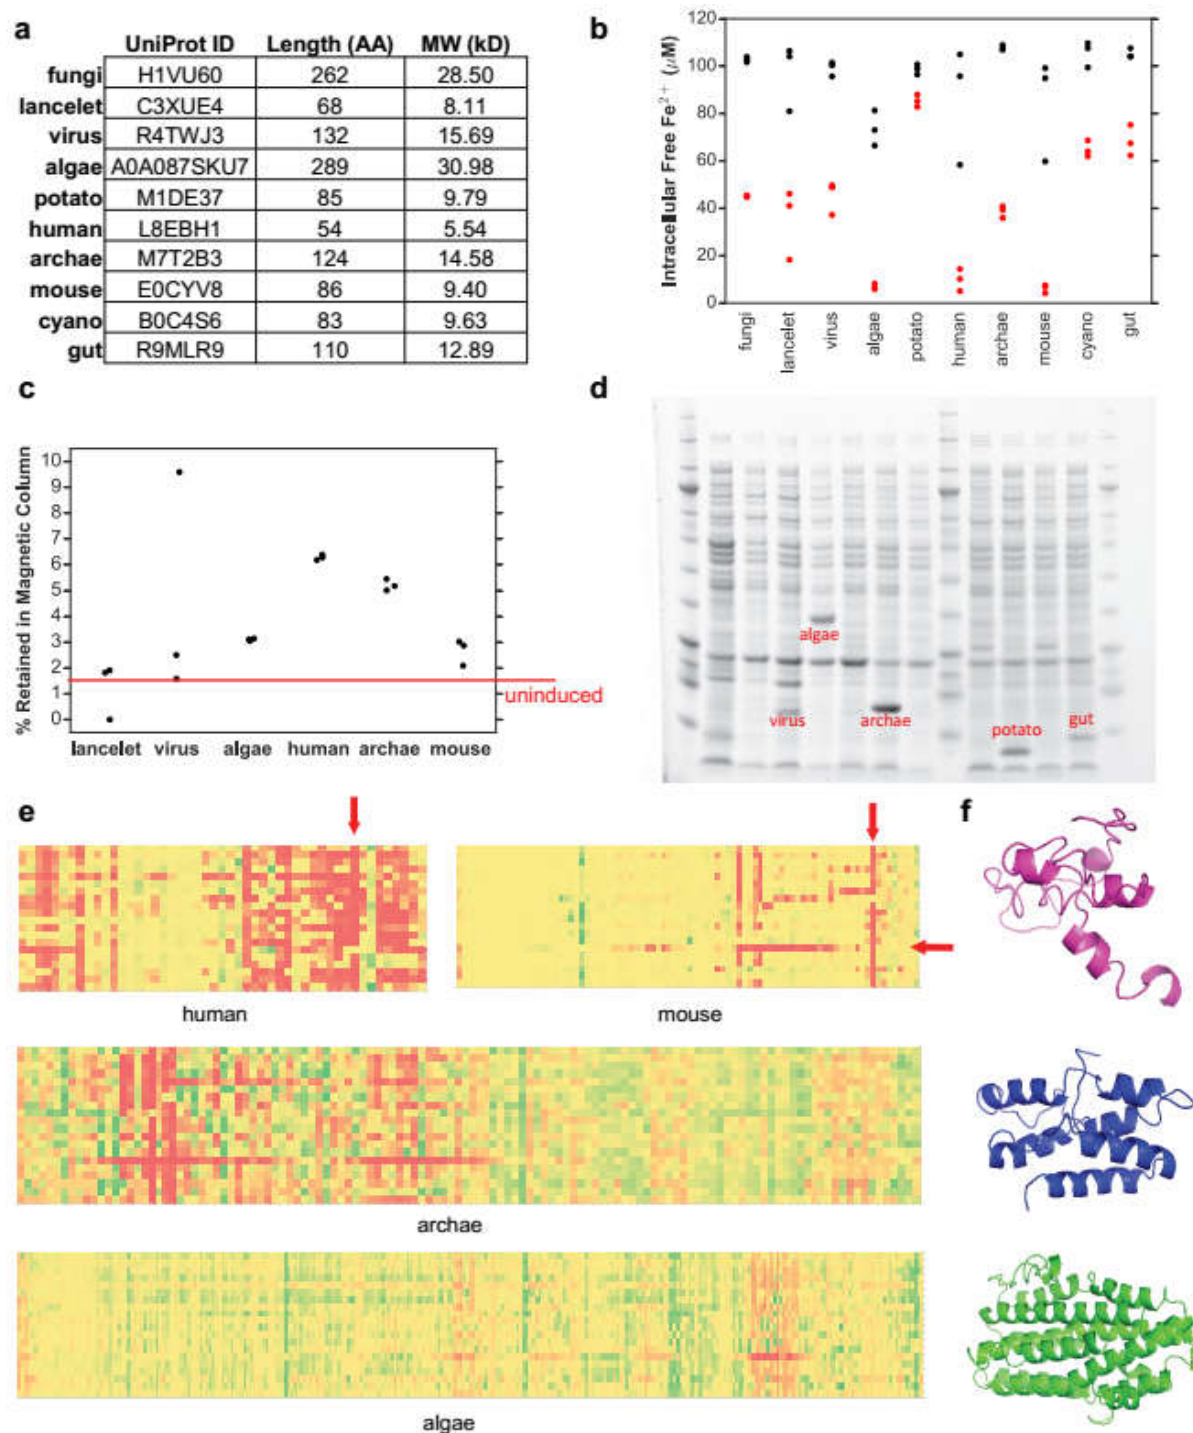 a
UniProt ID Length (AA) MW (kD)
fungi H1VU60 262 28.50
lancelet C3XUE4 68 8.11
virus R4TWJ3 132 15.69
algae A0A087SKU7 289 30.98
potato M1DE37 85 9.79
human L8EBH1 54 5.54
archae M7T2B3 124 14.58
mouse E0CYV8 86 9.40
cyano B0C4S6 83 9.63
gut R9MLR9 110 12.89
b
Intracellular Free Fe²⁺ (μM)
120
100
80
60
40
20
0
fungi
lancelet
virus
algae
potato
human
archae
mouse
cyano
gut
c
% Retained in Magnetic Column
10
9
8
7
6
5
4
3
2
1
0
uninduced
lancelet virus algae human archae mouse
d
algae
virus
archae
potato
gut
e
human
mouse
archae
algae
f